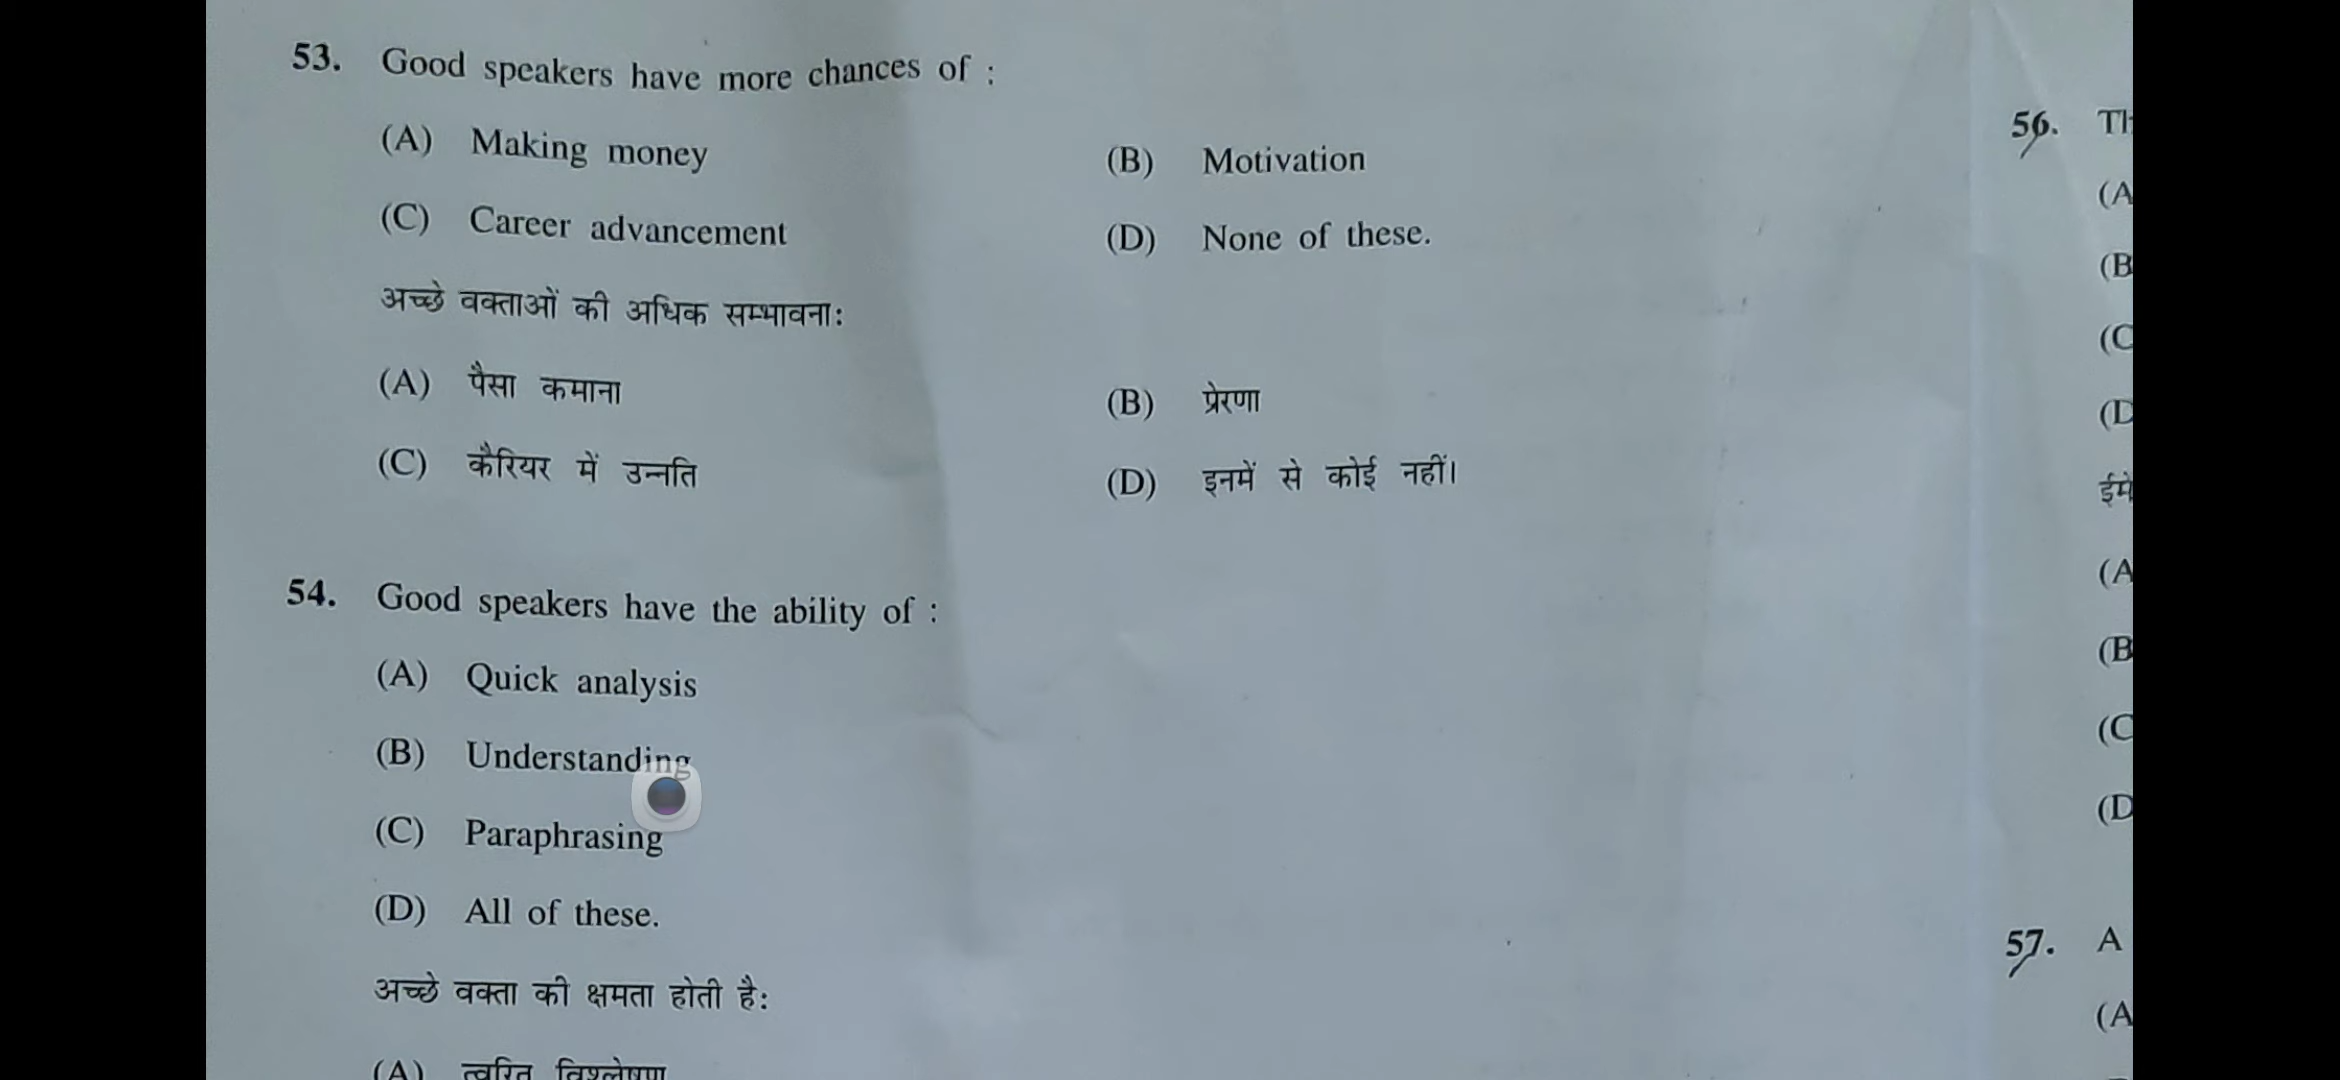 53. Good speakers have more chances of :
(A) Making money
(B) Motivation
(C) Career advancement
(D) None of these.
अच्छे वक्ताओं की अधिक सम्भावनाः
(A) पैसा कमाना
(B) प्रेरणा
(C) कैरियर में उन्नति
(D) इनमें से कोई नहीं।
54. Good speakers have the ability of :
(A) Quick analysis
(B) Understanding
(C) Paraphrasing
(D) All of these.
अच्छे वक्ता की क्षमता होती हैः
(A) त्वरित विश्लेषण
56.
(A
(B
(C
(D
(A
(B
(C
(D
57. A
(A